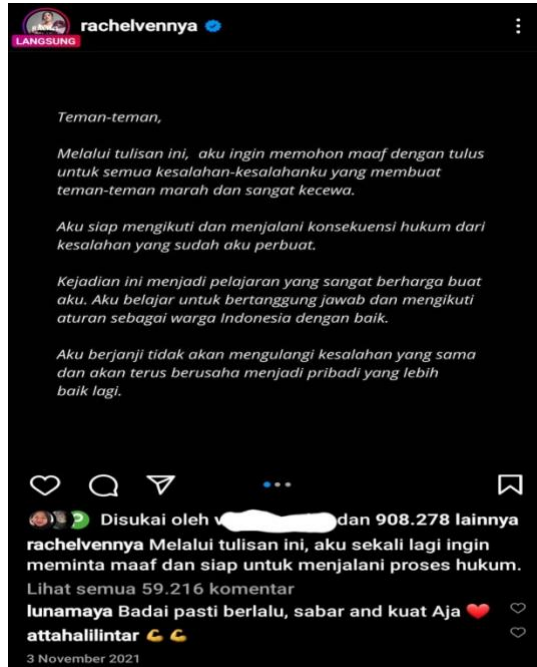 rachelvennya
LANGSUNG
Teman-teman,
Melalui tulisan ini, aku ingin memohon maaf dengan tulus
untuk semua kesalahan-kesalahanku yang membuat
teman-teman marah dan sangat kecewa.
Aku siap mengikuti dan menjalani konsekuensi hukum dari
kesalahan yang sudah aku perbuat.
Kejadian ini menjadi pelajaran yang sangat berharga buat
aku. Aku belajar untuk bertanggung jawab dan mengikuti
aturan sebagai warga Indonesia dengan baik.
Aku berjanji tidak akan mengulangi kesalahan yang sama
dan akan terus berusaha menjadi pribadi yang lebih
baik lagi.
Disukai oleh dan 908.278 lainnya
rachelvennya Melalui tulisan ini, aku sekali lagi ingin
meminta maaf dan siap untuk menjalani proses hukum.
Lihat semua 59.216 komentar
lunamaya Badai pasti berlalu, sabar and kuat Aja ❤️
attahalilintar 💪 💪
3 November 2021